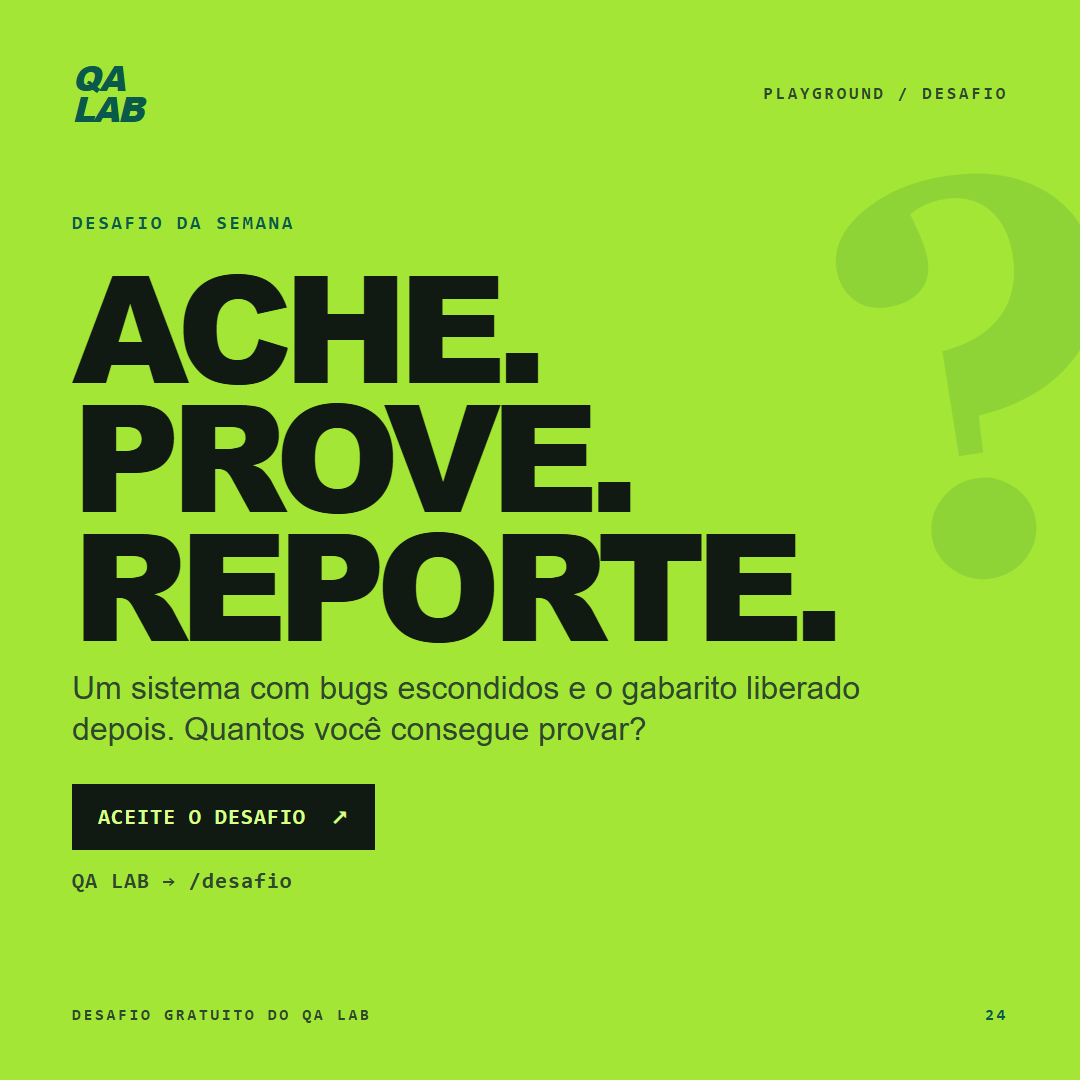 QA
LAB
PLAYGROUND / DESAFIO
DESAFIO DA SEMANA
ACHE.
PROVE.
REPORTE.
?
Um sistema com bugs escondidos e o gabarito liberado
depois. Quantos você consegue provar?
ACEITE O DESAFIO ↗
QA LAB → /desafio
DESAFIO GRATUITO DO QA LAB
24